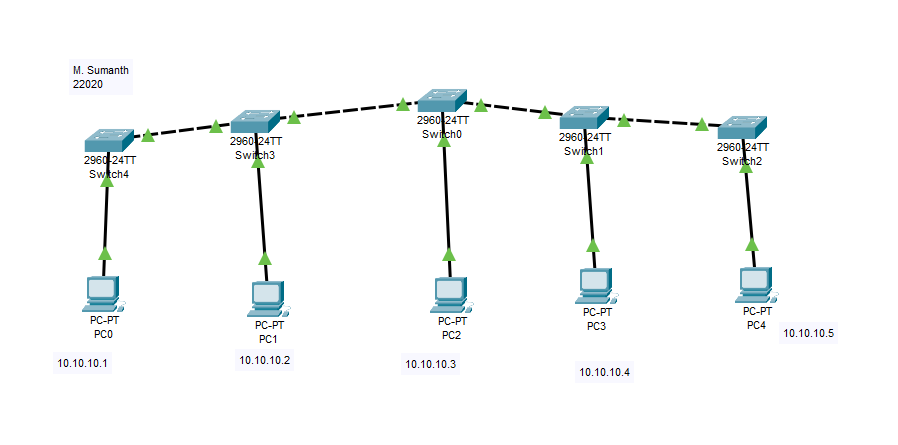 M. Sumanth
22020
2960-24TT
Switch4
2960-24TT
Switch3
2960-24TT
Switch0
2960-24TT
Switch1
2960-24TT
Switch2
PC-PT
PC0
PC-PT
PC1
PC-PT
PC2
PC-PT
PC3
PC-PT
PC4
10.10.10.1
10.10.10.2
10.10.10.3
10.10.10.4
10.10.10.5